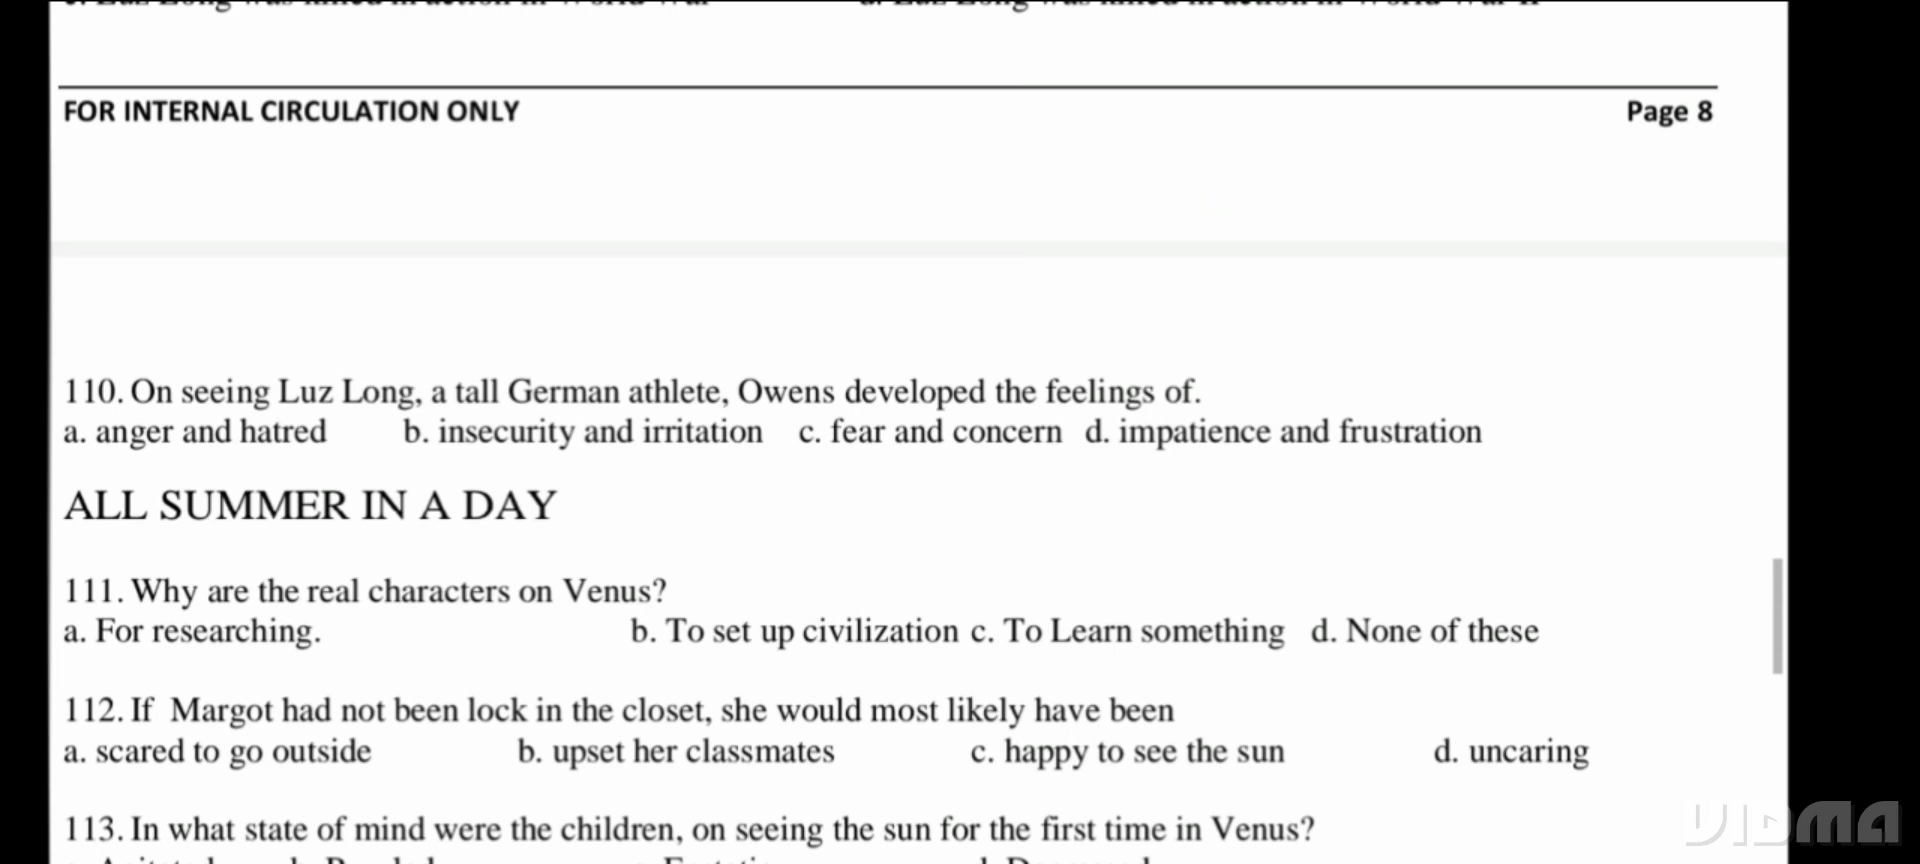 FOR INTERNAL CIRCULATION ONLY Page 8
110. On seeing Luz Long, a tall German athlete, Owens developed the feelings of.
a. anger and hatred b. insecurity and irritation c. fear and concern d. impatience and frustration
ALL SUMMER IN A DAY
111. Why are the real characters on Venus?
a. For researching. b. To set up civilization c. To Learn something d. None of these
112. If Margot had not been lock in the closet, she would most likely have been
a. scared to go outside b. upset her classmates c. happy to see the sun d. uncaring
113. In what state of mind were the children, on seeing the sun for the first time in Venus?
VIDMA